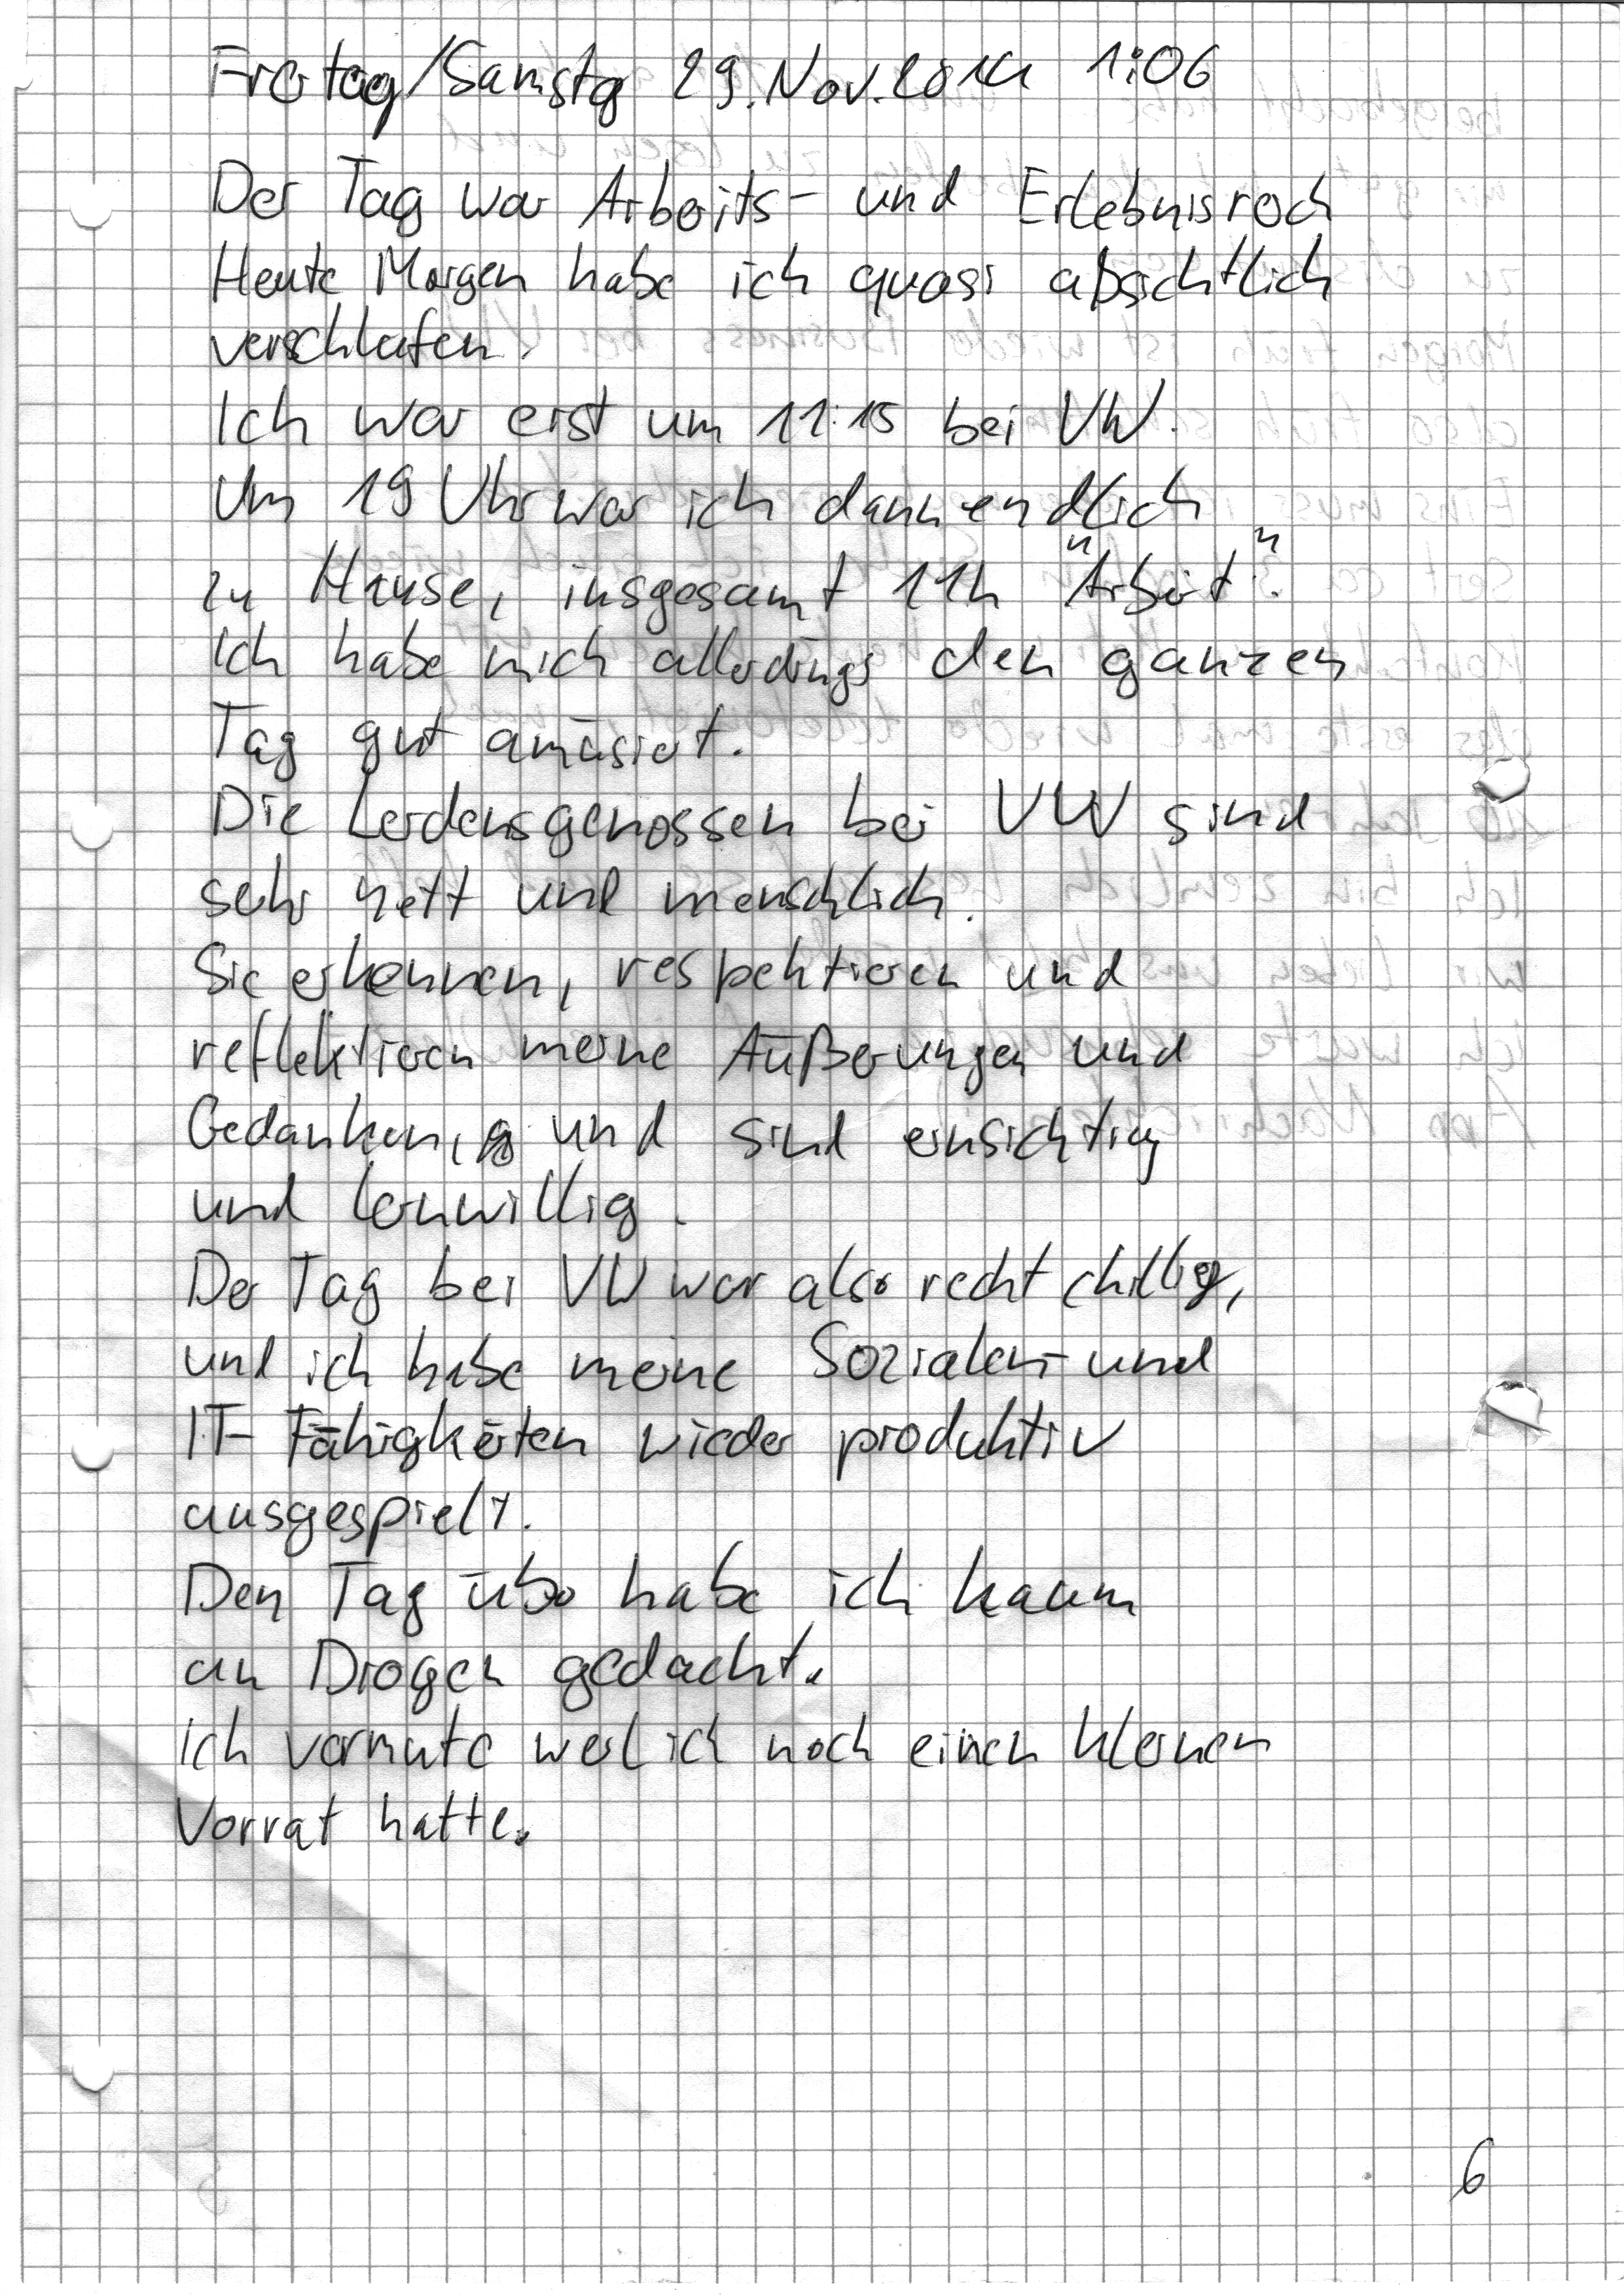 Freitag/Samstg 29. Nov. 2014 1:06
Der Tag war Arbeits- und Erlebnisreich
Heute Morgen habe ich quasi absichtlich
verschlafen.
Ich war erst um 11:15 bei VW.
Um 19 Uhr war ich dann endlich
zu Hause, insgesamt 11h "Arbeit".
Ich habe mich allerdings den ganzen
Tag gut amüsiert.
Die Leidensgenossen bei VW sind
sehr nett und menschlich.
Sie erkennen, respektieren und
reflektieren meine Äußerungen und
Gedanken, und sind einsichtig
und lernwillig.
Der Tag bei VW war also recht chillig,
und ich habe meine Sozialen- und
IT- Fähigkeiten wieder produktiv
ausgespielt.
Den Tag über habe ich kaum
an Drogen gedacht.
Ich vermute weil ich noch einen kleinen
Vorrat hatte.
6